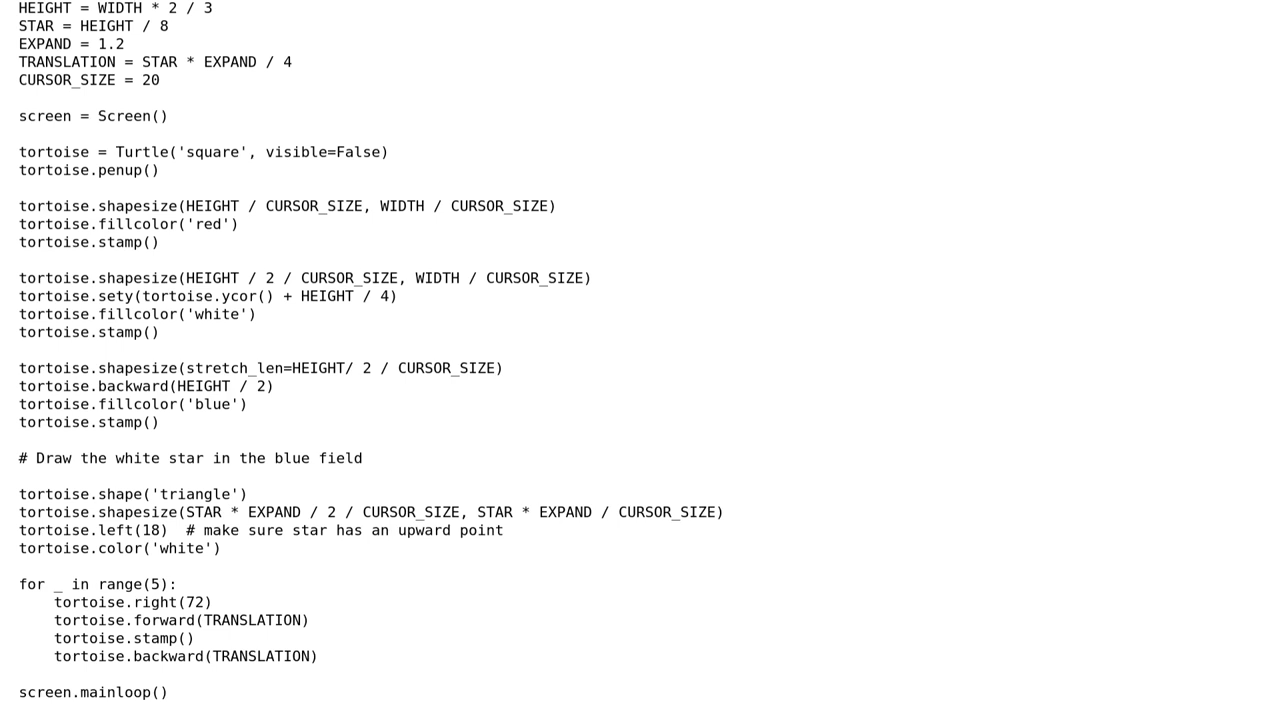 HEIGHT = WIDTH * 2 / 3
STAR = HEIGHT / 8
EXPAND = 1.2
TRANSLATION = STAR * EXPAND / 4
CURSOR_SIZE = 20

screen = Screen()

tortoise = Turtle('square', visible=False)
tortoise.penup()

tortoise.shapesize(HEIGHT / CURSOR_SIZE, WIDTH / CURSOR_SIZE)
tortoise.fillcolor('red')
tortoise.stamp()

tortoise.shapesize(HEIGHT / 2 / CURSOR_SIZE, WIDTH / CURSOR_SIZE)
tortoise.sety(tortoise.ycor() + HEIGHT / 4)
tortoise.fillcolor('white')
tortoise.stamp()

tortoise.shapesize(stretch_len=HEIGHT/ 2 / CURSOR_SIZE)
tortoise.backward(HEIGHT / 2)
tortoise.fillcolor('blue')
tortoise.stamp()

# Draw the white star in the blue field

tortoise.shape('triangle')
tortoise.shapesize(STAR * EXPAND / 2 / CURSOR_SIZE, STAR * EXPAND / CURSOR_SIZE)
tortoise.left(18)  # make sure star has an upward point
tortoise.color('white')

for _ in range(5):
    tortoise.right(72)
    tortoise.forward(TRANSLATION)
    tortoise.stamp()
    tortoise.backward(TRANSLATION)

screen.mainloop()